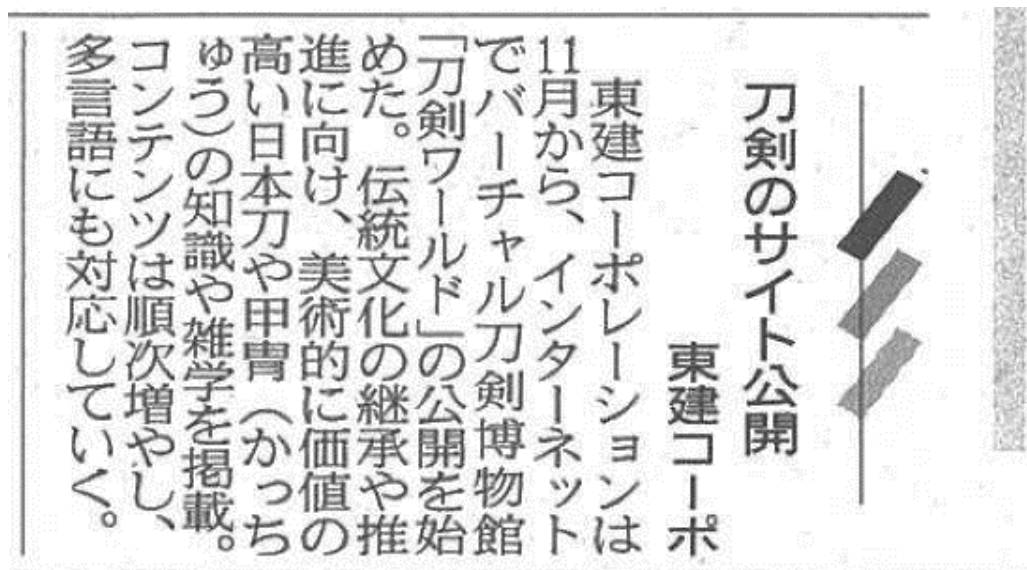 刀剣のサイト公開
東建コーポ
東建コーポレーションは
11月から、インターネット
でバーチャル刀剣博物館
「刀剣ワールド」の公開を始
めた。伝統文化の継承や推
進に向け、美術的に価値の
高い日本刀や甲冑(かっち
ゅう)の知識や雑学を掲載。
コンテンツは順次増やし、
多言語にも対応していく。